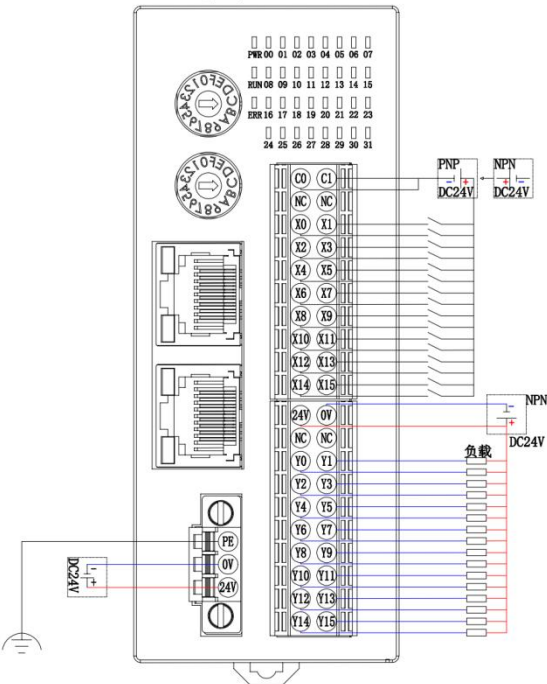 PWR 00 01 02 03 04 05 06 07
RUN 08 09 10 11 12 13 14 15
ERR 16 17 18 19 20 21 22 23
24 25 26 27 28 29 30 31
PNP NPN
C0 C1
- + + -
DC24V DC24V
NC NC
X0 X1
X2 X3
X4 X5
X6 X7
X8 X9
X10 X11
X12 X13
X14 X15
NPN
24V 0V
-
+
DC24V
NC NC
负载
Y0 Y1
Y2 Y3
Y4 Y5
Y6 Y7
Y8 Y9
Y10 Y11
Y12 Y13
Y14 Y15
PE
0V
24V
DC24V
-
+